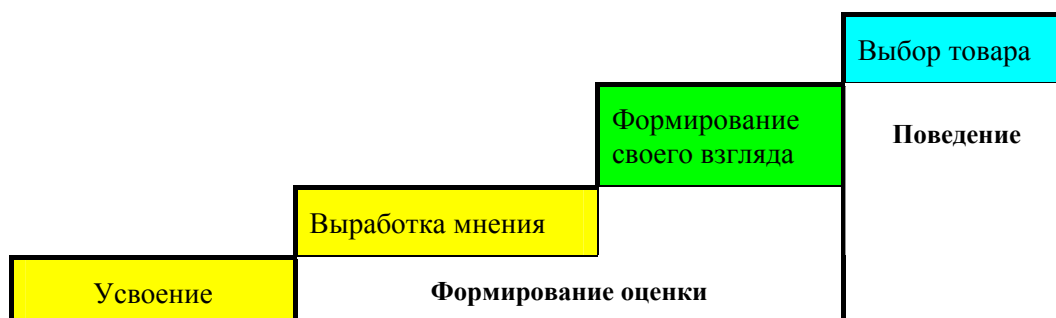 Выбор товара
Формирование
своего взгляда
Поведение
Выработка мнения
Усвоение
Формирование оценки